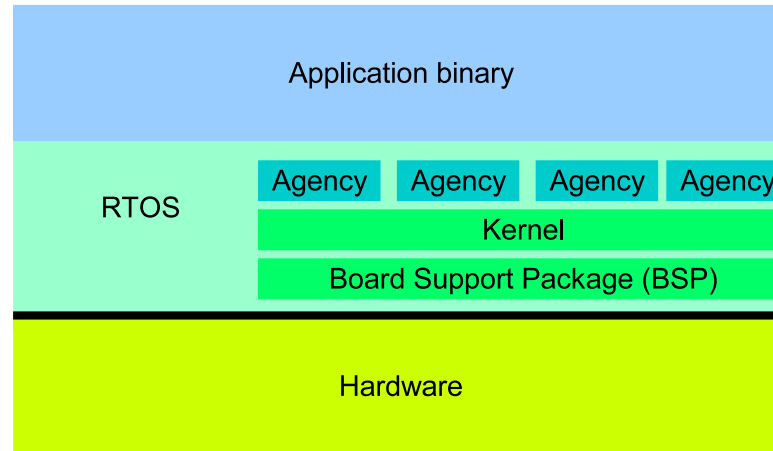 Application binary
RTOS
Agency Agency Agency Agency
Kernel
Board Support Package (BSP)
Hardware